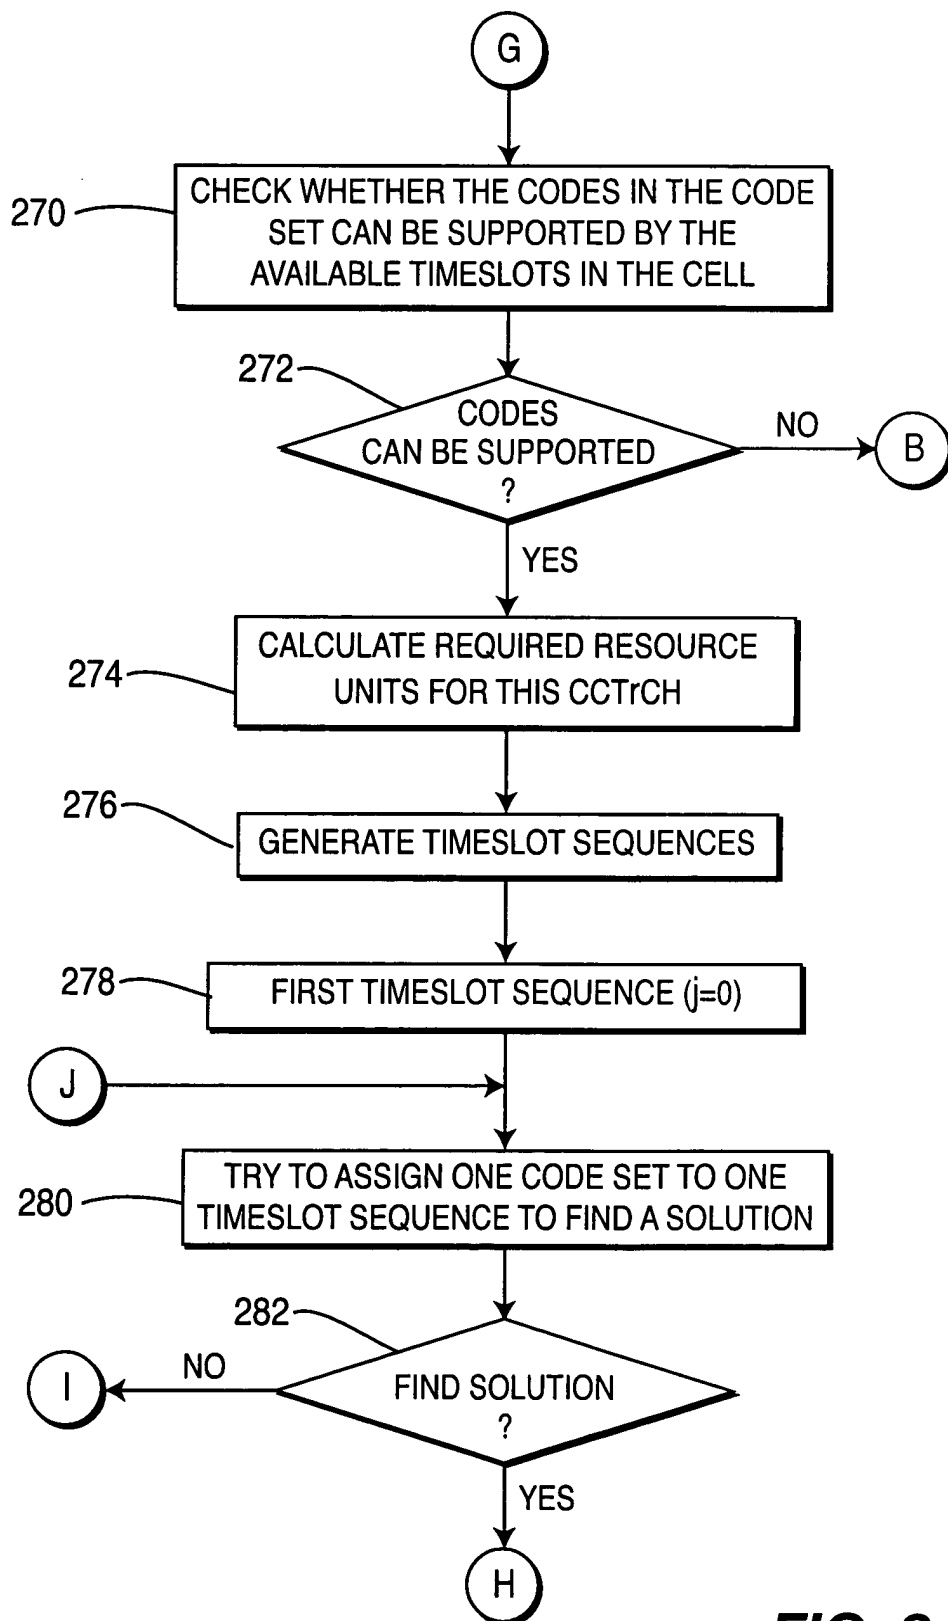 G
270
CHECK WHETHER THE CODES IN THE CODE
SET CAN BE SUPPORTED BY THE
AVAILABLE TIMESLOTS IN THE CELL
272
CODES
CAN BE SUPPORTED
?
NO
B
YES
274
CALCULATE REQUIRED RESOURCE
UNITS FOR THIS CCTrCH
276
GENERATE TIMESLOT SEQUENCES
278
FIRST TIMESLOT SEQUENCE (j=0)
J
280
TRY TO ASSIGN ONE CODE SET TO ONE
TIMESLOT SEQUENCE TO FIND A SOLUTION
282
NO
I
FIND SOLUTION
?
YES
H